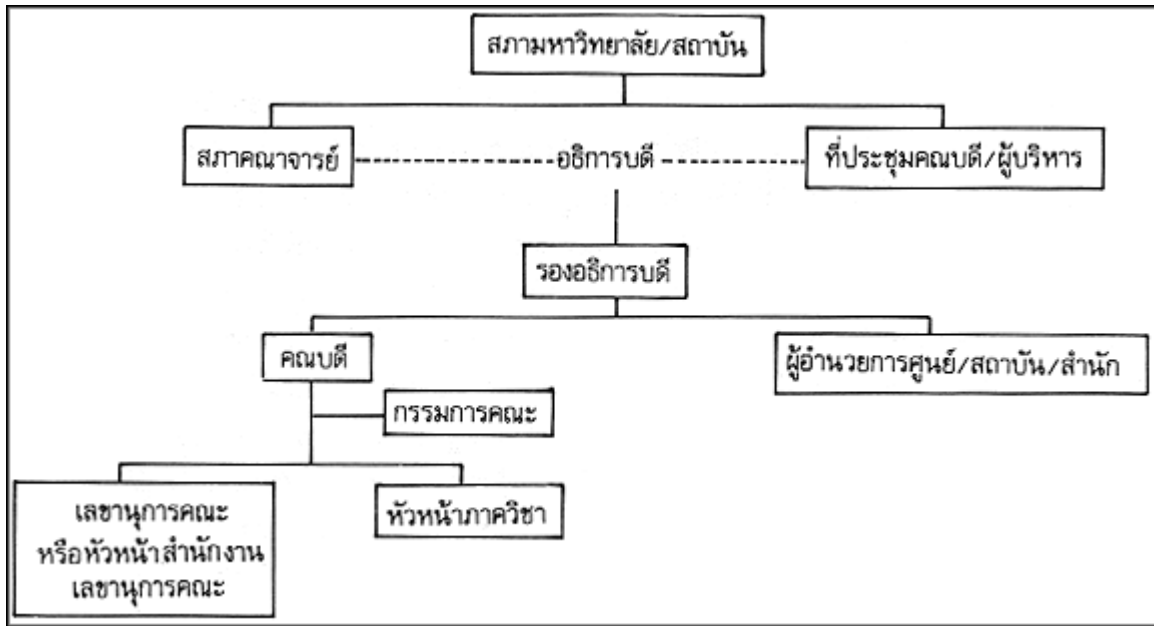 สภามหาวิทยาลัย/สถาบัน
สภาคณาจารย์
อธิการบดี
ที่ประชุมคณบดี/ผู้บริหาร
รองอธิการบดี
คณบดี
ผู้อำนวยการศูนย์/สถาบัน/สำนัก
กรรมการคณะ
เลขานุการคณะ
หรือหัวหน้าสำนักงาน
เลขานุการคณะ
หัวหน้าภาควิชา